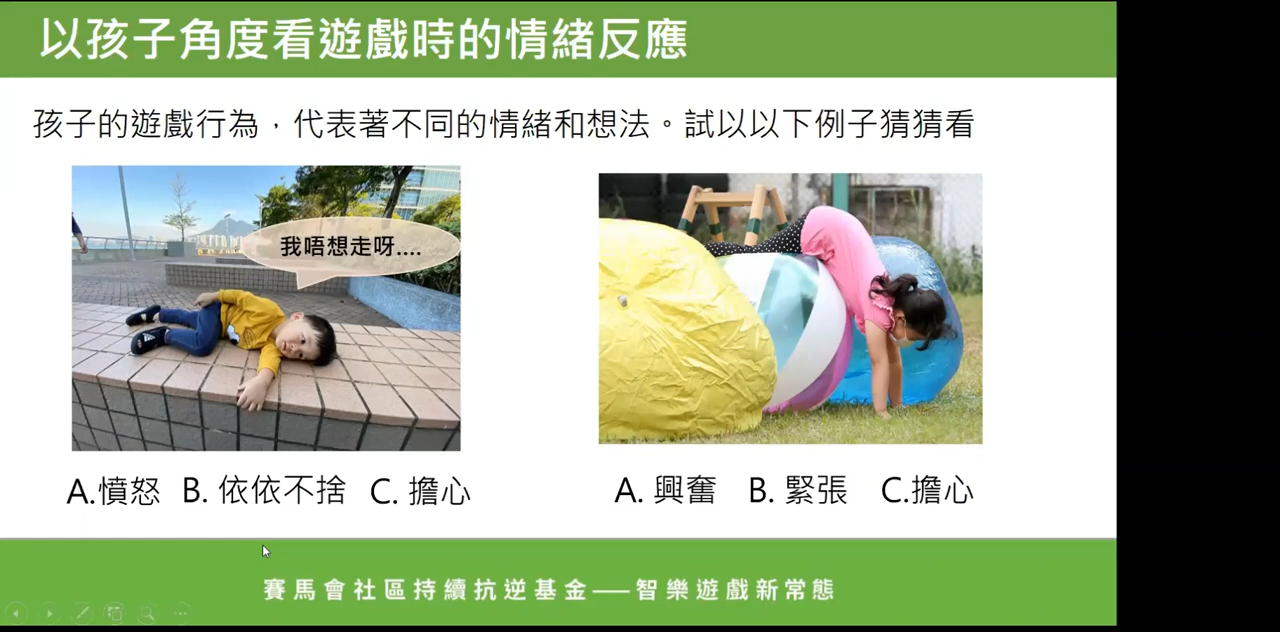 以孩子角度看遊戲時的情緒反應
孩子的遊戲行為，代表著不同的情緒和想法。試以以下例子猜猜看
我唔想走呀....
A.憤怒 B. 依依不捨 C. 擔心
A. 興奮 B. 緊張 C.擔心
賽馬會社區持續抗逆基金——智樂遊戲新常態